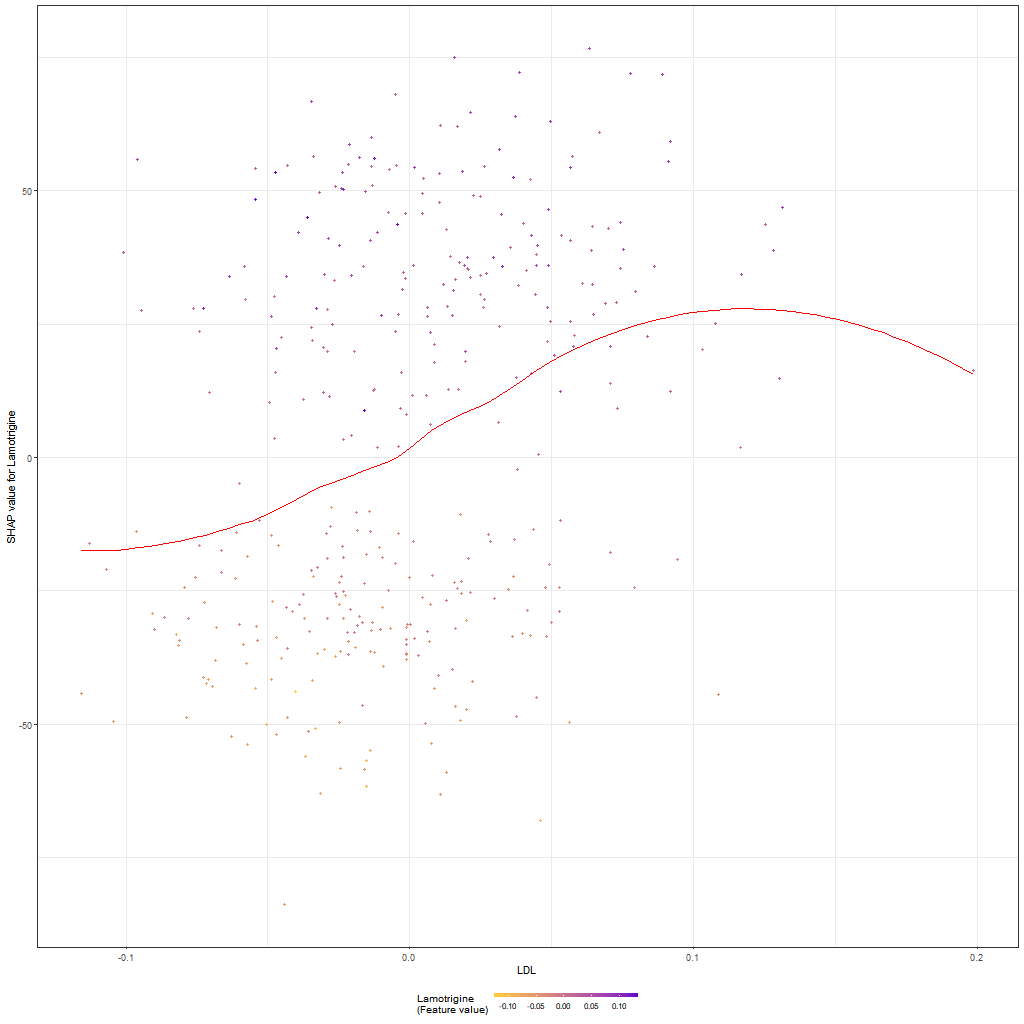 SHAP value for Lamotrigine
50
0
-50
-0.1 0.0 0.1 0.2
LDL
Lamotrigine
(Feature value)
-0.10 -0.05 0.00 0.05 0.10